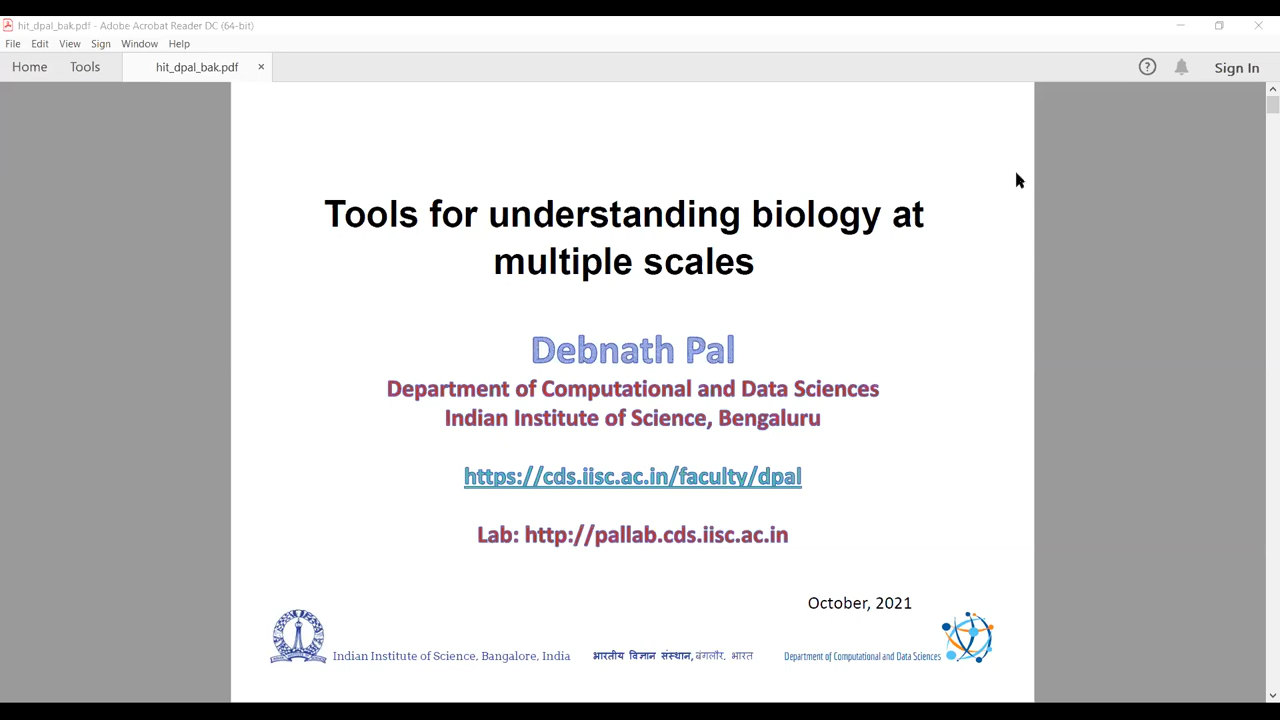 hit_dpal_bak.pdf - Adobe Acrobat Reader DC (64-bit)
File Edit View Sign Window Help
Home Tools hit_dpal_bak.pdf × Sign In
Tools for understanding biology at
multiple scales
Debnath Pal
Department of Computational and Data Sciences
Indian Institute of Science, Bengaluru
https://cds.iisc.ac.in/faculty/dpal
Lab: http://pallab.cds.iisc.ac.in
October, 2021
Indian Institute of Science, Bangalore, India भारतीय विज्ञान संस्थान, बंगलौर, भारत Department of Computational and Data Sciences